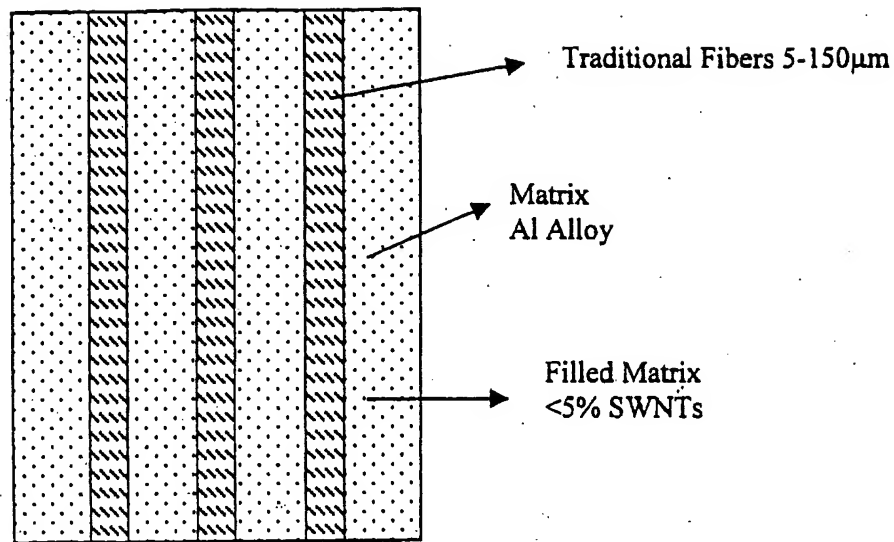 Traditional Fibers 5-150μm
Matrix
Al Alloy
Filled Matrix
<5% SWNTs